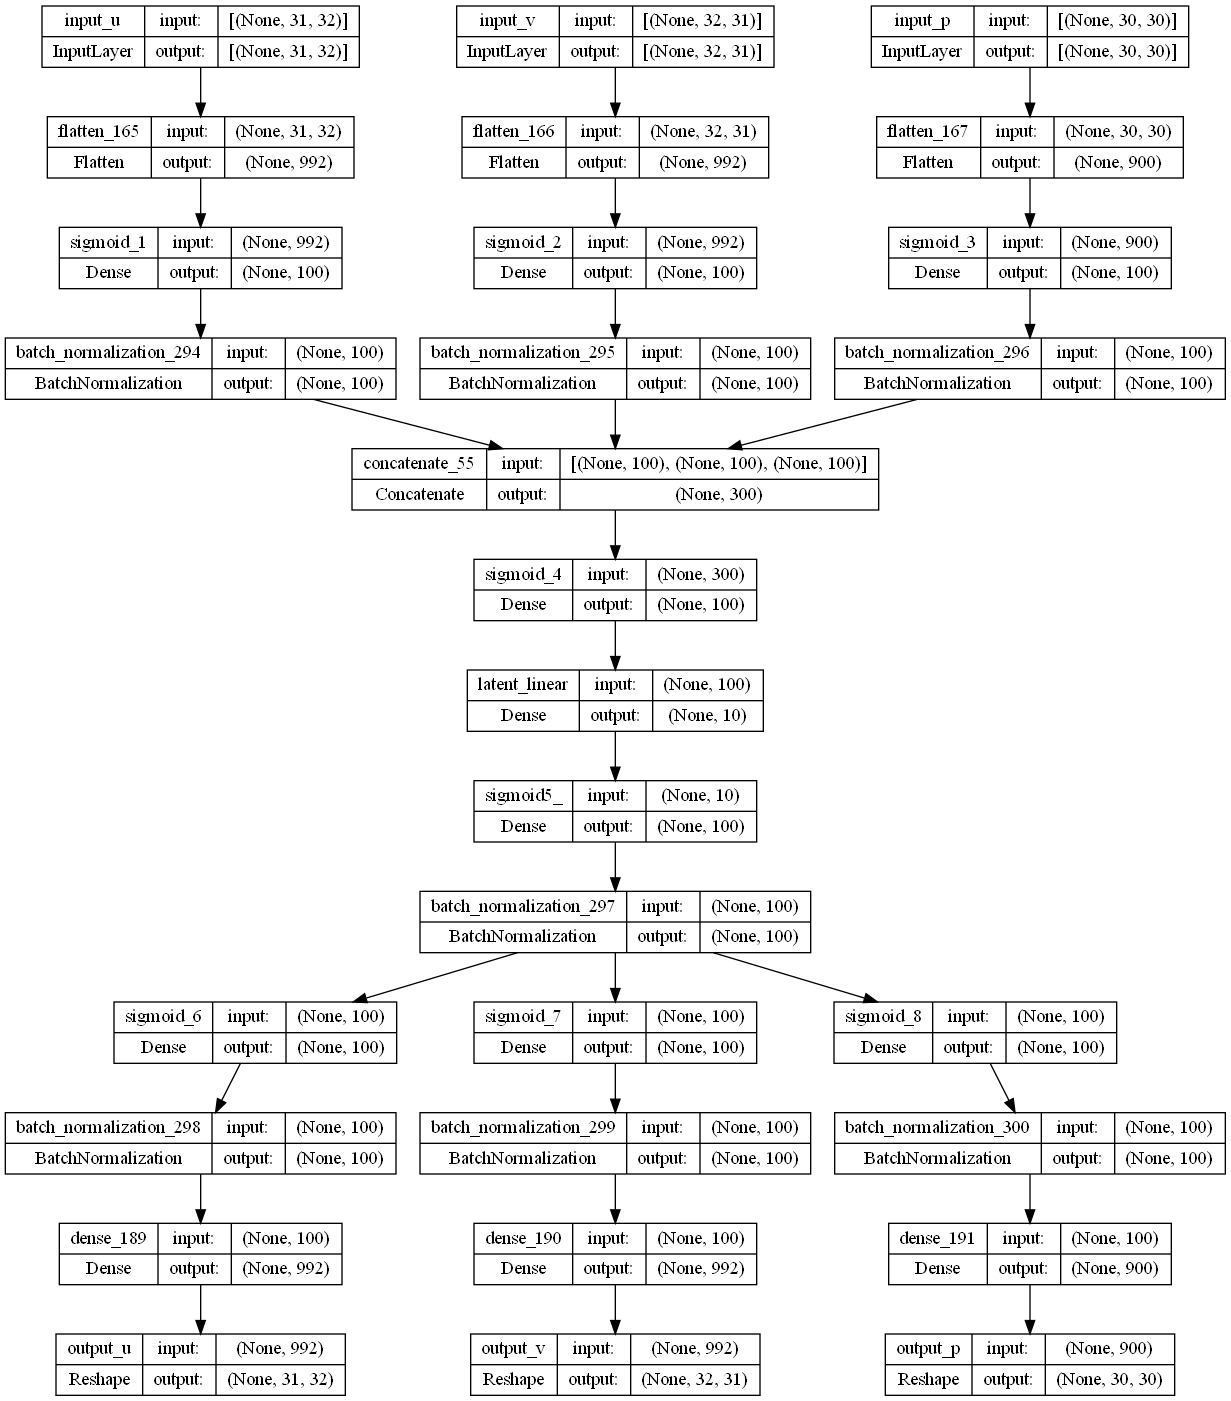 input_u input: [(None, 31, 32)]
InputLayer output: [(None, 31, 32)]
input_v input: [(None, 32, 31)]
InputLayer output: [(None, 32, 31)]
input_p input: [(None, 30, 30)]
InputLayer output: [(None, 30, 30)]
flatten_165 input: (None, 31, 32)
Flatten output: (None, 992)
flatten_166 input: (None, 32, 31)
Flatten output: (None, 992)
flatten_167 input: (None, 30, 30)
Flatten output: (None, 900)
sigmoid_1 input: (None, 992)
Dense output: (None, 100)
sigmoid_2 input: (None, 992)
Dense output: (None, 100)
sigmoid_3 input: (None, 900)
Dense output: (None, 100)
batch_normalization_294 input: (None, 100)
BatchNormalization output: (None, 100)
batch_normalization_295 input: (None, 100)
BatchNormalization output: (None, 100)
batch_normalization_296 input: (None, 100)
BatchNormalization output: (None, 100)
concatenate_55 input: [(None, 100), (None, 100), (None, 100)]
Concatenate output: (None, 300)
sigmoid_4 input: (None, 300)
Dense output: (None, 100)
latent_linear input: (None, 100)
Dense output: (None, 10)
sigmoid5_ input: (None, 10)
Dense output: (None, 100)
batch_normalization_297 input: (None, 100)
BatchNormalization output: (None, 100)
sigmoid_6 input: (None, 100)
Dense output: (None, 100)
sigmoid_7 input: (None, 100)
Dense output: (None, 100)
sigmoid_8 input: (None, 100)
Dense output: (None, 100)
batch_normalization_298 input: (None, 100)
BatchNormalization output: (None, 100)
batch_normalization_299 input: (None, 100)
BatchNormalization output: (None, 100)
batch_normalization_300 input: (None, 100)
BatchNormalization output: (None, 100)
dense_189 input: (None, 100)
Dense output: (None, 992)
dense_190 input: (None, 100)
Dense output: (None, 992)
dense_191 input: (None, 100)
Dense output: (None, 900)
output_u input: (None, 992)
Reshape output: (None, 31, 32)
output_v input: (None, 992)
Reshape output: (None, 32, 31)
output_p input: (None, 900)
Reshape output: (None, 30, 30)